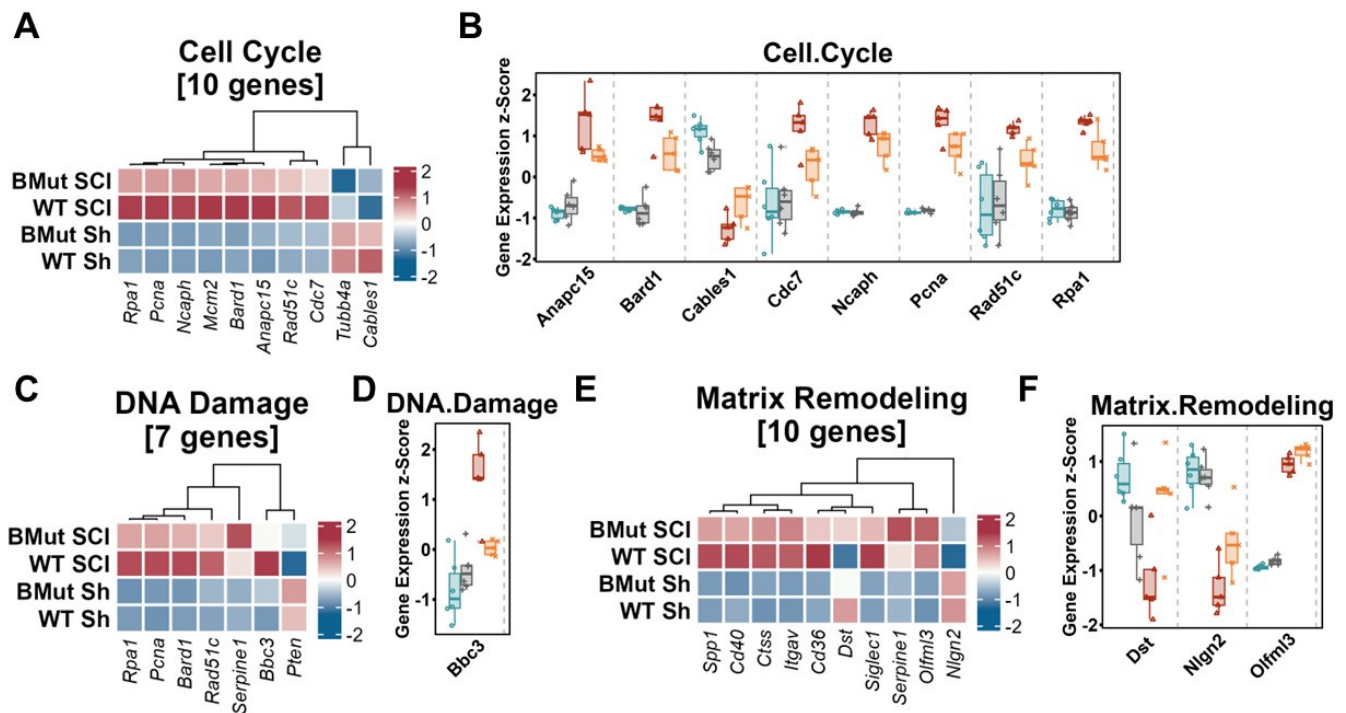 A
Cell Cycle
[10 genes]
BMut SCI
WT SCI
BMut Sh
WT Sh
2
1
0
-1
-2
Rpa1
Pcna
Ncaph
Mcm2
Bard1
Anapc15
Rad51c
Cdc7
Tubb4a
Cables1
B
Cell.Cycle
Gene Expression z-Score
2
1
0
-1
-2
Anapc15
Bard1
Cables1
Cdc7
Ncaph
Pcna
Rad51c
Rpa1
C
DNA Damage
[7 genes]
BMut SCI
WT SCI
BMut Sh
WT Sh
2
1
0
-1
-2
Rpa1
Pcna
Bard1
Rad51c
Serpine1
Bbc3
Pten
D
DNA.Damage
Gene Expression z-Score
2
1
0
-1
Bbc3
E
Matrix Remodeling
[10 genes]
BMut SCI
WT SCI
BMut Sh
WT Sh
2
1
0
-1
-2
Spp1
Cd40
Ctss
Itgav
Cd36
Dst
Siglec1
Serpine1
Olfml3
Nlgn2
F
Matrix.Remodeling
Gene Expression z-Score
1
0
-1
-2
Dst
Nlgn2
Olfml3